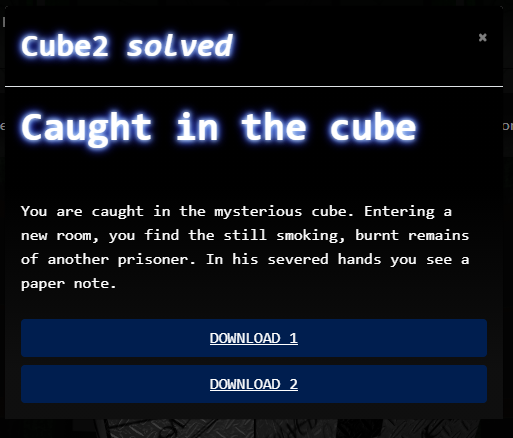 Cube2 solved
×
Caught in the cube
You are caught in the mysterious cube. Entering a
new room, you find the still smoking, burnt remains
of another prisoner. In his severed hands you see a
paper note.
DOWNLOAD 1
DOWNLOAD 2